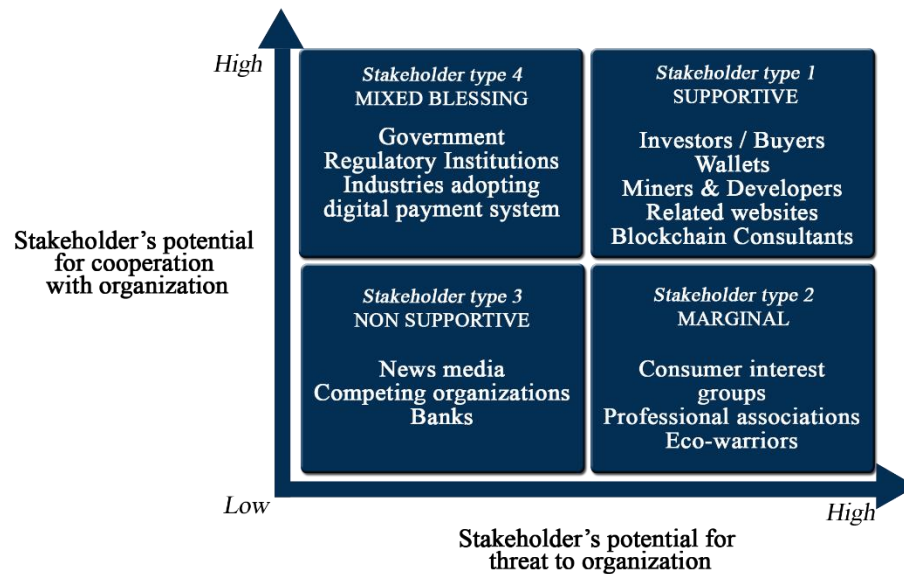 High
Stakeholder type 4
MIXED BLESSING
Government
Regulatory Institutions
Industries adopting
digital payment system
Stakeholder type 1
SUPPORTIVE
Investors / Buyers
Wallets
Miners & Developers
Related websites
Blockchain Consultants
Stakeholder's potential
for cooperation
with organization
Stakeholder type 3
NON SUPPORTIVE
News media
Competing organizations
Banks
Stakeholder type 2
MARGINAL
Consumer interest
groups
Professional associations
Eco-warriors
Low
High
Stakeholder's potential for
threat to organization